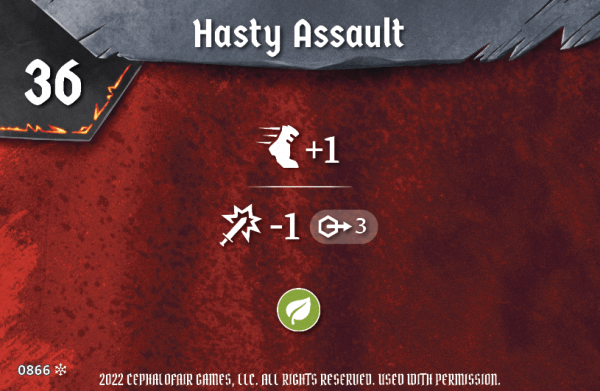 Hasty Assault
36
+1
-1 3
0866
2022 CEPHALOFAIR GAMES, LLC. ALL RIGHTS RESERVED. USED WITH PERMISSION.